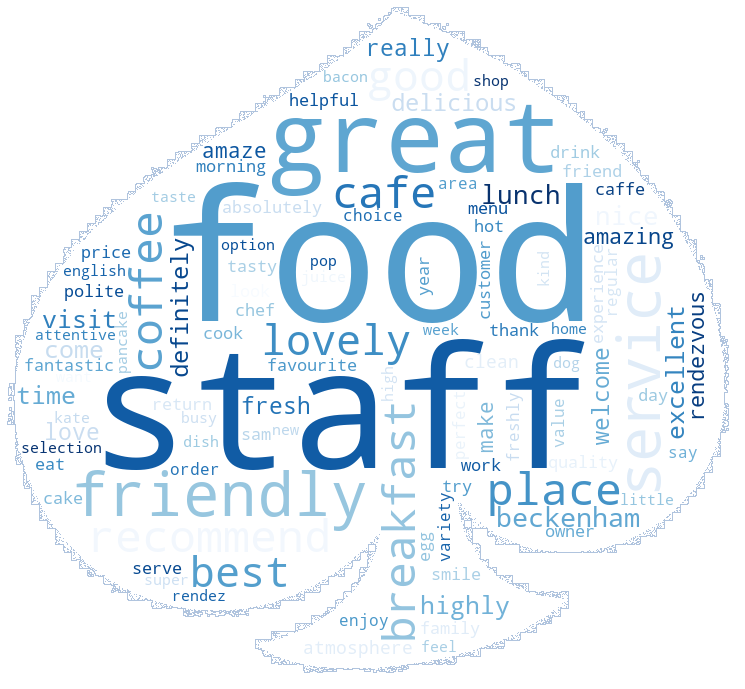 really
bacon
good
shop
helpful
delicious
great
amaze
morning
drink
friend
taste
cafe
area
lunch
caffe
absolutely
choice
menu
nice
food
hot
amazing
coffee
definitely
option
price
english
polite
tasty
pop
juice
look
chef
year
customer
kind
experience
regular
service
visit
attentive
come
fantastic
pancake
cook
lovely
week
thank
home
favourite
clean
dog
staff
welcome
excellent
rendezvous
time
return
fresh
high
breakfast
perfect
make
freshly
value
day
kate
busy
love
dish
sam
new
selection
say
eat
order
work
quality
cake
friendly
try
place
little
recommend
variety
beckenham
owner
egg
serve
super
best
smile
rendez
highly
enjoy
family
atmosphere
feel